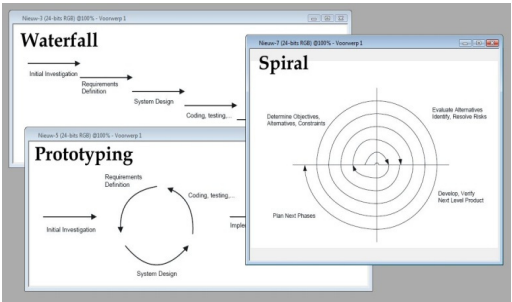 Nieuw-3 (24-bits RGB) @100% - Voorwerp 1
Waterfall
Initial Investigation
Requirements
Definition
System Design
Coding, testing,...
Nieuw-5 (24-bits RGB) @100% - Voorwerp 1
Prototyping
Requirements
Definition
Coding, testing,...
Initial Investigation
System Design
Nieuw-7 (24-bits RGB) @100% - Voorwerp 1
Spiral
Determine Objectives,
Alternatives, Constraints
Evaluate Alternatives
Identify, Resolve Risks
Develop, Verify
Next Level Product
Plan Next Phases